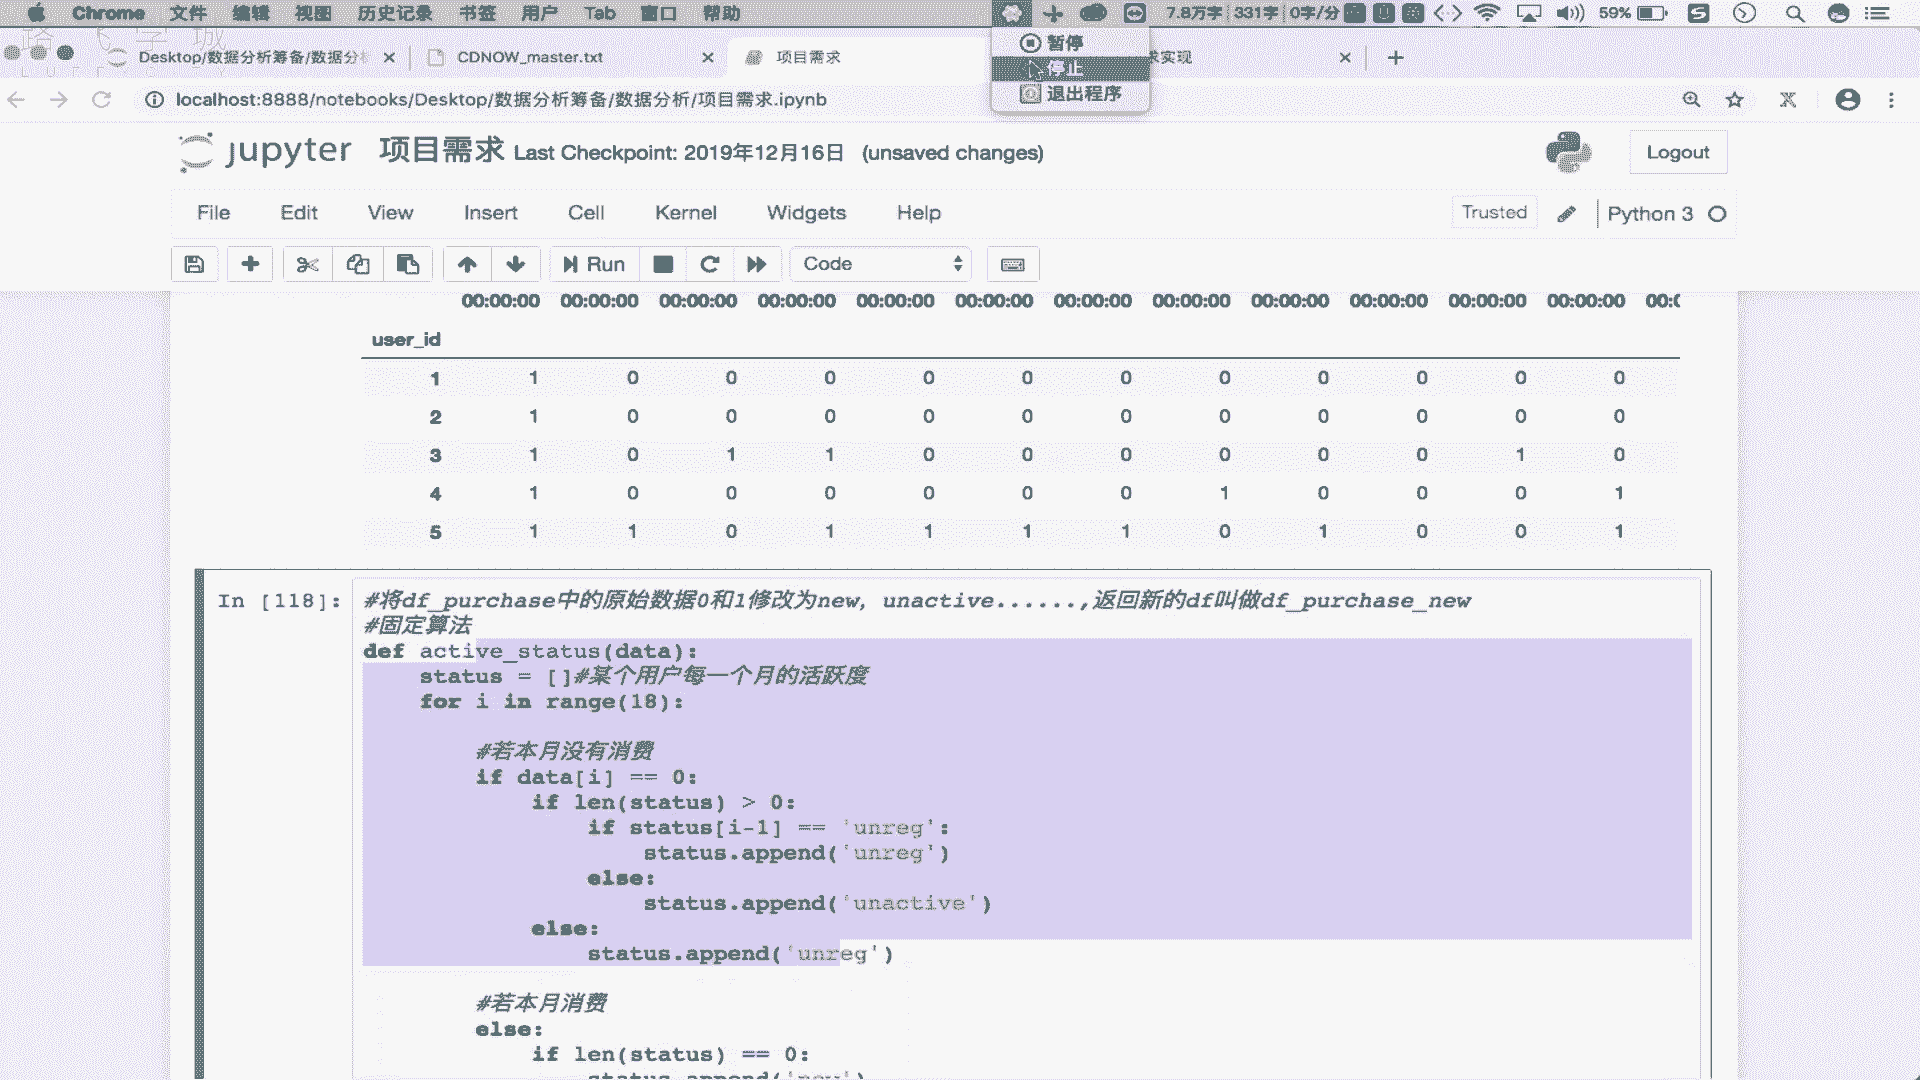 Chrome 文件 编辑 视图 历史记录 书签 用户 Tab 窗口 帮助 7.8万字 331字 0字/分 59%
暂停
停止
退出程序
Desktop/数据分析筹备/数据分 CDNOW_master.txt 项目需求 求实现
localhost:8888/notebooks/Desktop/数据分析筹备/数据分析/项目需求.ipynb
jupyter 项目需求 Last Checkpoint: 2019年12月16日 (unsaved changes) Logout
File Edit View Insert Cell Kernel Widgets Help Trusted Python 3
Run Code
00:00:00 00:00:00 00:00:00 00:00:00 00:00:00 00:00:00 00:00:00 00:00:00 00:00:00 00:00:00 00:00:00 00:00:00 00:
user_id
1 1 0 0 0 0 0 0 0 0 0 0 0
2 1 0 0 0 0 0 0 0 0 0 0 0
3 1 0 1 1 0 0 0 0 0 0 1 0
4 1 0 0 0 0 0 0 1 0 0 0 1
5 1 1 0 1 1 1 1 0 1 0 0 1
In [118]: #将df_purchase中的原始数据0和1修改为new, unactive......,返回新的df叫做df_purchase_new
#固定算法
def active_status(data):
status = []#某个用户每一个月的活跃度
for i in range(18):
#若本月没有消费
if data[i] == 0:
if len(status) > 0:
if status[i-1] == 'unreg':
status.append('unreg')
else:
status.append('unactive')
else:
status.append('unreg')
#若本月消费
else:
if len(status) == 0:
status.append('new')